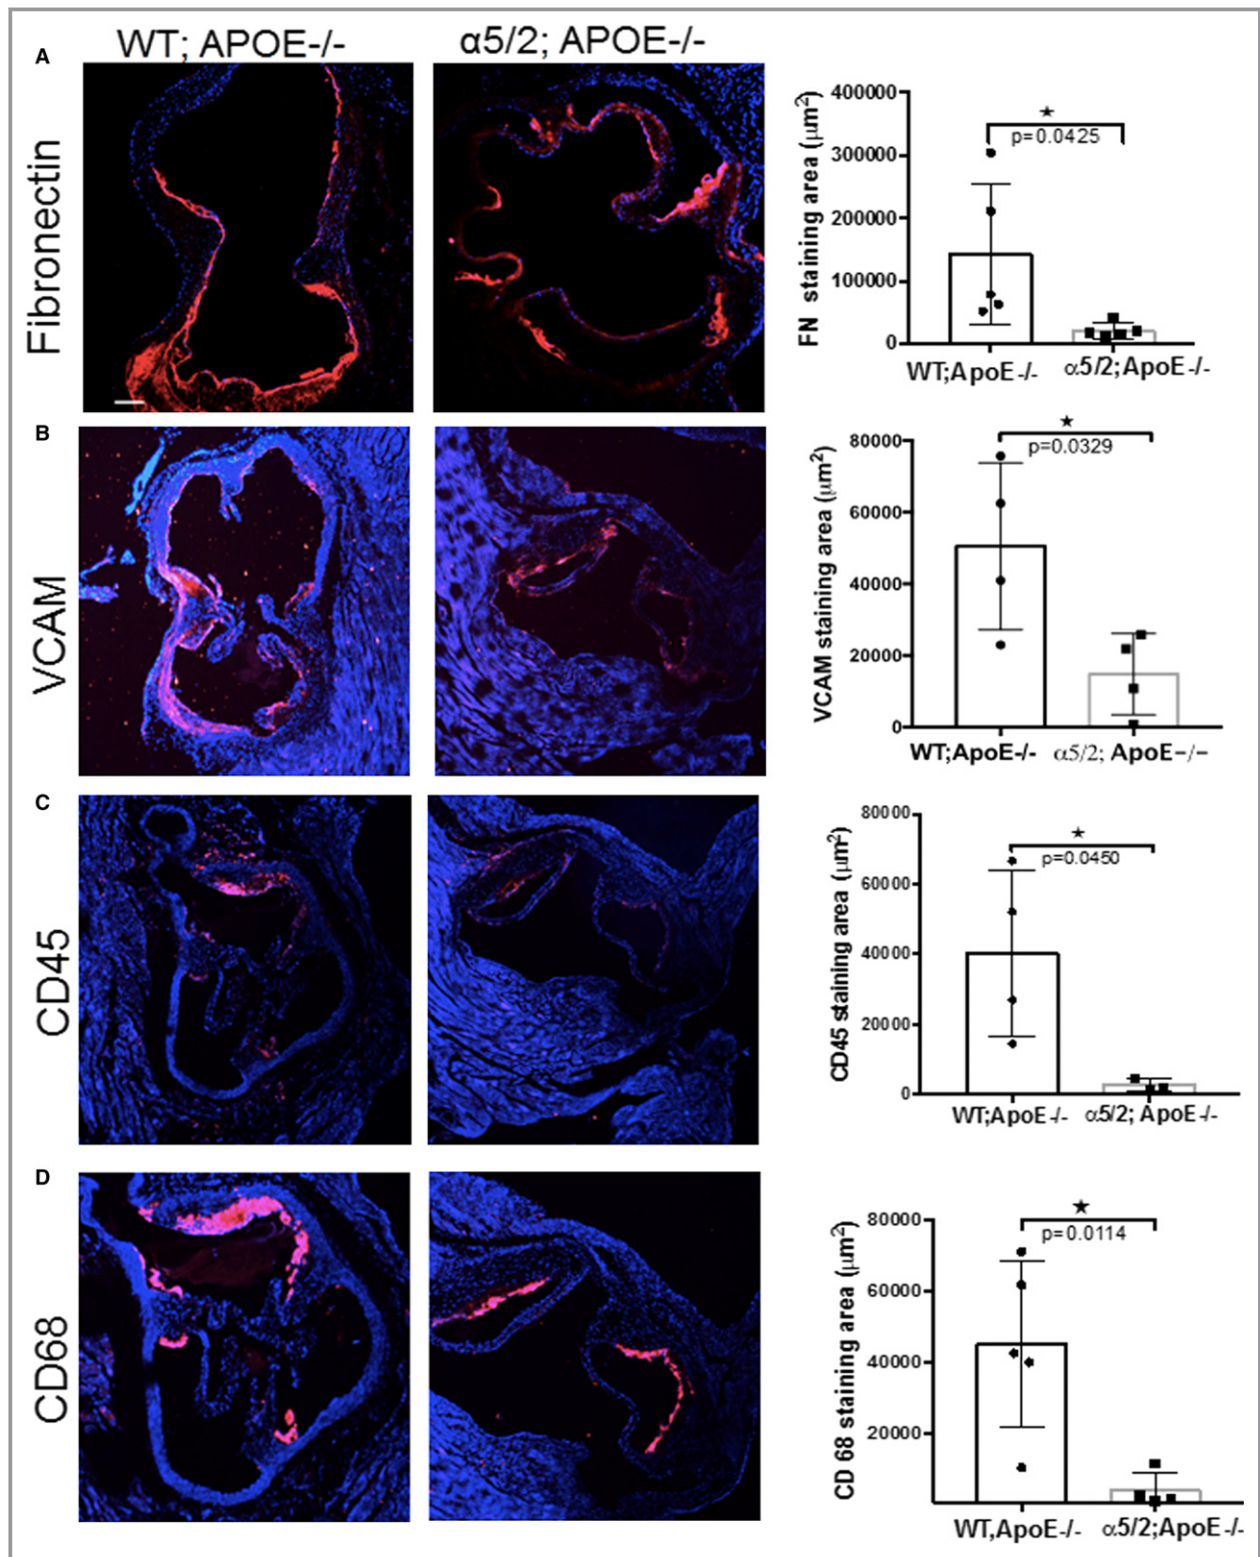 WT; APOE-/-
α5/2; APOE-/-
A
Fibronectin
FN staining area (μm²)
400000
300000
200000
100000
0
★
p=0.0425
WT;ApoE-/-
α5/2;ApoE-/-
B
VCAM
VCAM staining area (μm²)
80000
60000
40000
20000
0
★
p=0.0329
WT;ApoE-/-
α5/2; ApoE-/-
C
CD45
CD45 staining area (μm²)
80000
60000
40000
20000
0
★
p=0.0450
WT;ApoE-/-
α5/2; ApoE-/-
D
CD68
CD 68 staining area (μm²)
80000
60000
40000
20000
★
p=0.0114
WT,ApoE-/-
α5/2;ApoE-/-